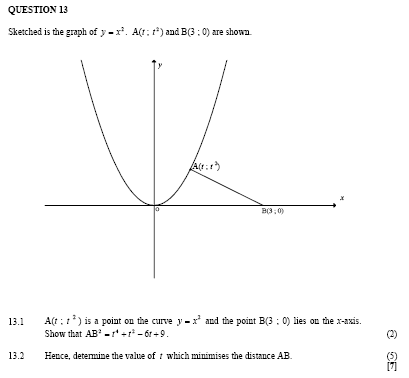 QUESTION 13
Sketched is the graph of y = x². A(t ; t²) and B(3 ; 0) are shown.
y
A(t ; t²)
x
0
B(3 ; 0)
13.1 A(t ; t²) is a point on the curve y = x² and the point B(3 ; 0) lies on the x-axis.
Show that AB² = t⁴ + t² − 6t + 9. (2)
13.2 Hence, determine the value of t which minimises the distance AB. (5)
[7]